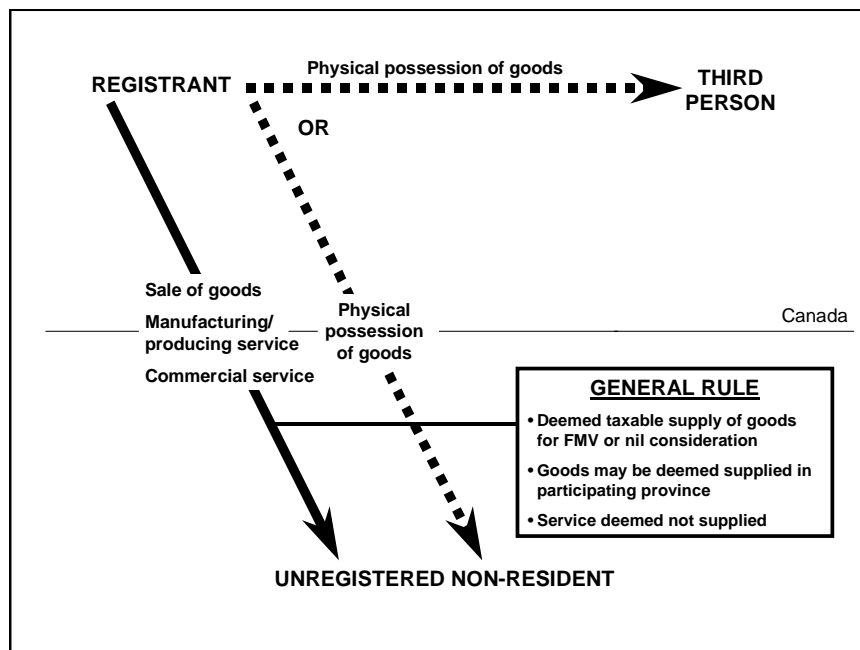 Physical possession of goods
REGISTRANT
THIRD
PERSON
OR
Sale of goods
Manufacturing/
producing service
Commercial service
Physical
possession
of goods
Canada
GENERAL RULE
• Deemed taxable supply of goods
for FMV or nil consideration
• Goods may be deemed supplied in
participating province
• Service deemed not supplied
UNREGISTERED NON-RESIDENT